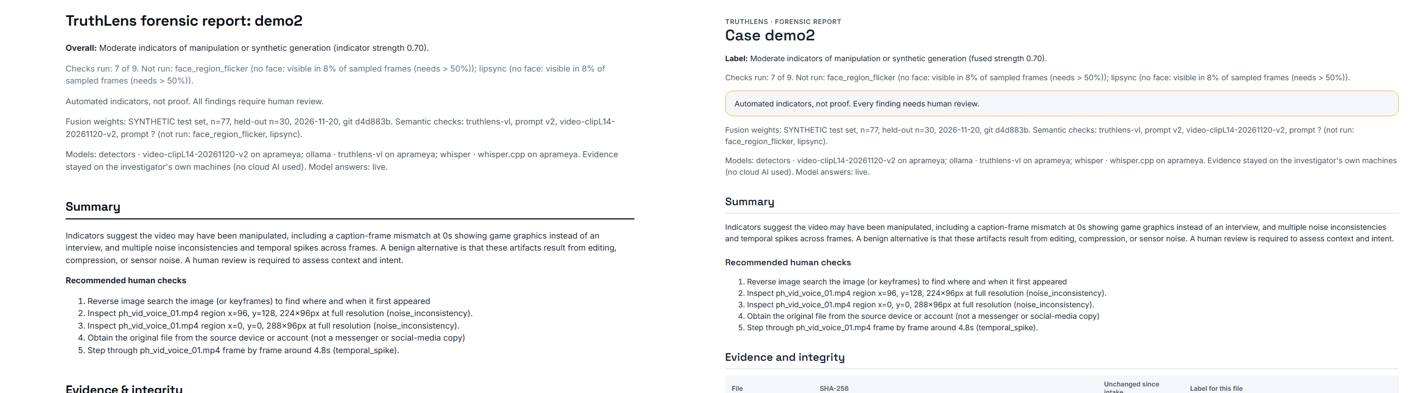 TruthLens forensic report: demo2
Overall: Moderate indicators of manipulation or synthetic generation (indicator strength 0.70).
Checks run: 7 of 9. Not run: face_region_flicker (no face: visible in 8% of sampled frames (needs > 50%)); lipsync (no face: visible in 8% of
sampled frames (needs > 50%)).
Automated indicators, not proof. All findings require human review.
Fusion weights: SYNTHETIC test set, n=77, held-out n=30, 2026-11-20, git d4d883b. Semantic checks: truthlens-vl, prompt v2, video-clipL14-
20261120-v2, prompt ? (not run: face_region_flicker, lipsync).
Models: detectors · video-clipL14-20261120-v2 on aprameya; ollama · truthlens-vl on aprameya; whisper · whisper.cpp on aprameya. Evidence
stayed on the investigator's own machines (no cloud AI used). Model answers: live.
Summary
Indicators suggest the video may have been manipulated, including a caption-frame mismatch at 0s showing game graphics instead of an
interview, and multiple noise inconsistencies and temporal spikes across frames. A benign alternative is that these artifacts result from editing,
compression, or sensor noise. A human review is required to assess context and intent.
Recommended human checks
1. Reverse image search the image (or keyframes) to find where and when it first appeared
2. Inspect ph_vid_voice_01.mp4 region x=96, y=128, 224×96px at full resolution (noise_inconsistency).
3. Inspect ph_vid_voice_01.mp4 region x=0, y=0, 288×96px at full resolution (noise_inconsistency).
4. Obtain the original file from the source device or account (not a messenger or social-media copy)
5. Step through ph_vid_voice_01.mp4 frame by frame around 4.8s (temporal_spike).
Evidence & integrity
TRUTHLENS · FORENSIC REPORT
Case demo2
Label: Moderate indicators of manipulation or synthetic generation (fused strength 0.70).
Checks run: 7 of 9. Not run: face_region_flicker (no face: visible in 8% of sampled frames (needs > 50%)); lipsync (no face: visible in 8% of sampled frames (needs > 50%)).
Automated indicators, not proof. Every finding needs human review.
Fusion weights: SYNTHETIC test set, n=77, held-out n=30, 2026-11-20, git d4d883b. Semantic checks: truthlens-vl, prompt v2, video-clipL14-20261120-v2, prompt ? (not run:
face_region_flicker, lipsync).
Models: detectors · video-clipL14-20261120-v2 on aprameya; ollama · truthlens-vl on aprameya; whisper · whisper.cpp on aprameya. Evidence stayed on the investigator's own machines
(no cloud AI used). Model answers: live.
Summary
Indicators suggest the video may have been manipulated, including a caption-frame mismatch at 0s showing game graphics instead of an interview, and multiple noise inconsistencies
and temporal spikes across frames. A benign alternative is that these artifacts result from editing, compression, or sensor noise. A human review is required to assess context and intent.
Recommended human checks
1. Reverse image search the image (or keyframes) to find where and when it first appeared
2. Inspect ph_vid_voice_01.mp4 region x=96, y=128, 224×96px at full resolution (noise_inconsistency).
3. Inspect ph_vid_voice_01.mp4 region x=0, y=0, 288×96px at full resolution (noise_inconsistency).
4. Obtain the original file from the source device or account (not a messenger or social-media copy)
5. Step through ph_vid_voice_01.mp4 frame by frame around 4.8s (temporal_spike).
Evidence and integrity
File SHA-256 Unchanged since Label for this file
intake